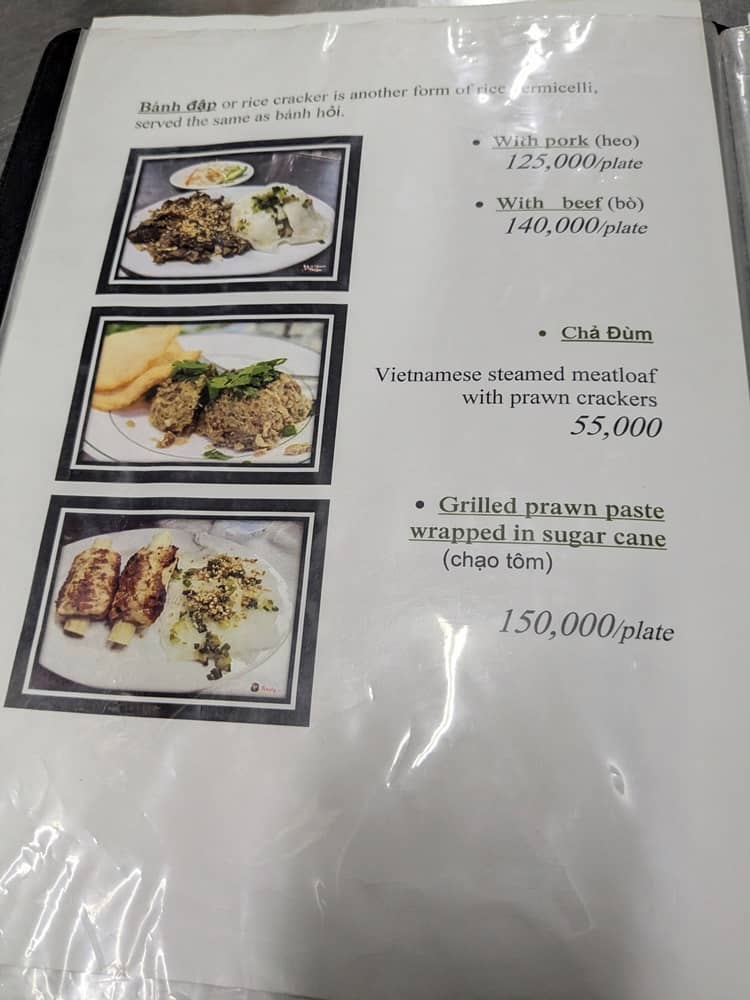 Bánh đập or rice cracker is another form of rice vermicelli,
served the same as bánh hỏi.
• With pork (heo)
125,000/plate
• With beef (bò)
140,000/plate
• Chả Đùm
Vietnamese steamed meatloaf
with prawn crackers
55,000
• Grilled prawn paste
wrapped in sugar cane
(chạo tôm)
150,000/plate